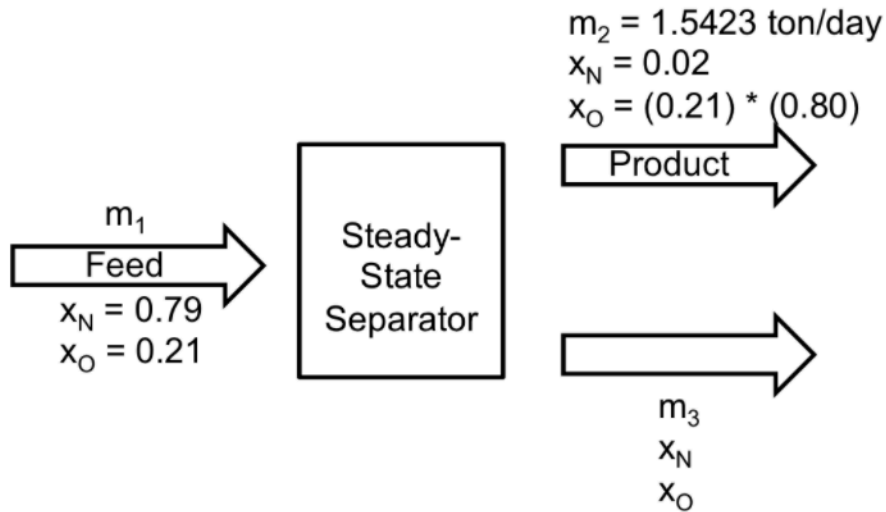 m₁
Feed
x_N = 0.79
x_O = 0.21
Steady-
State
Separator
m₂ = 1.5423 ton/day
x_N = 0.02
x_O = (0.21) * (0.80)
Product
m₃
x_N
x_O